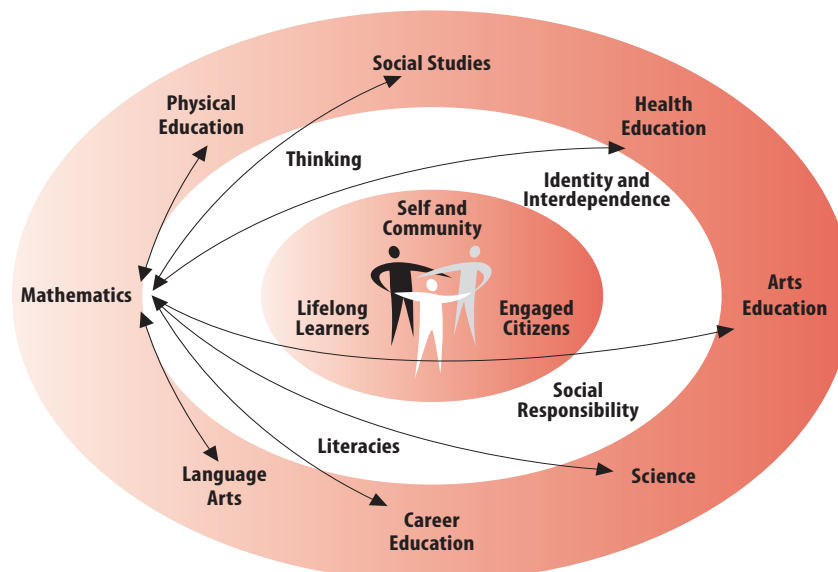 Social Studies
Physical
Education
Health
Education
Thinking
Identity and
Interdependence
Self and
Community
Mathematics
Lifelong
Learners
Engaged
Citizens
Arts
Education
Social
Responsibility
Literacies
Language
Arts
Science
Career
Education